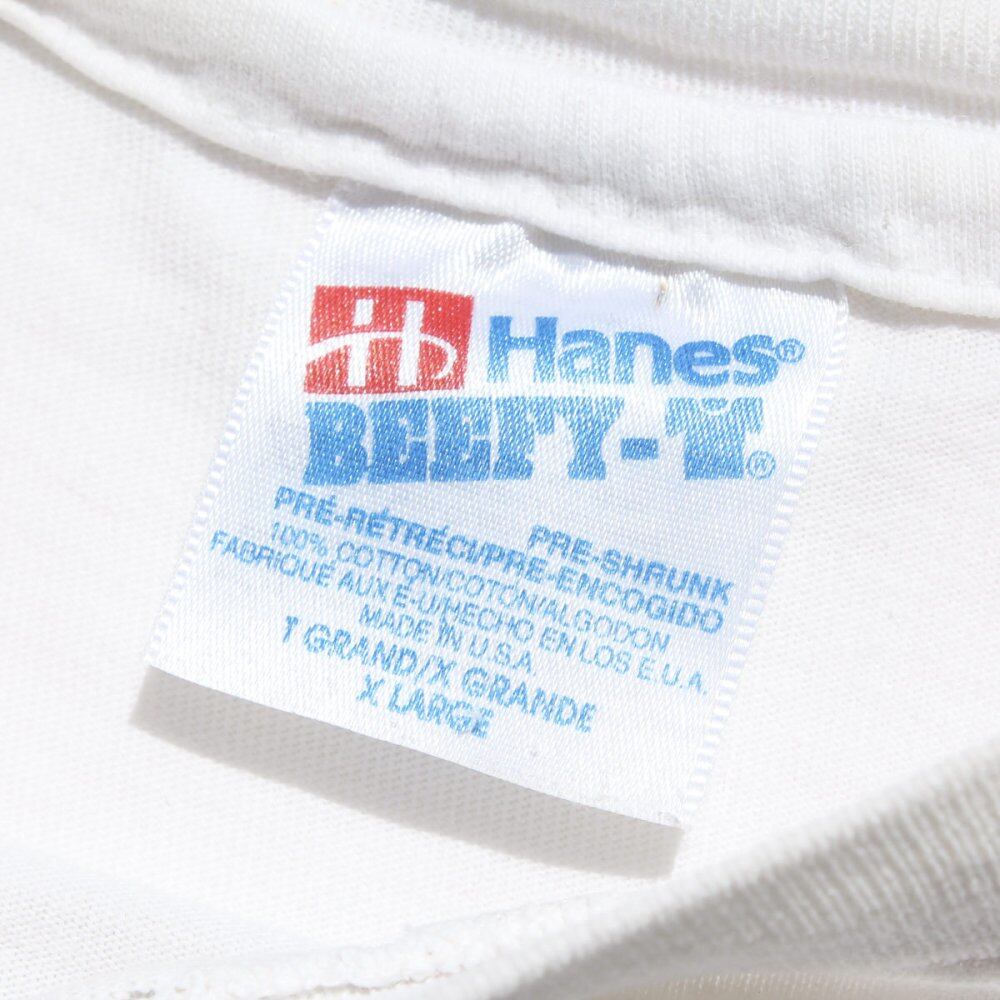 Hanes®
BEEFY-T®
PRE-SHRUNK
PRÉ-RÉTRÉCI/PRE-ENCOGIDO
100% COTTON/COTON/ALGODON
FABRIQUE AUX E-U/HECHO EN LOS E.U.A.
MADE IN U.S.A.
T GRAND/X GRANDE
X LARGE